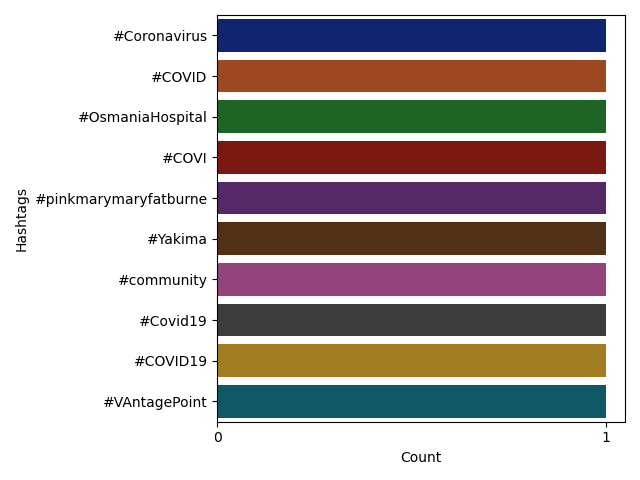 #Coronavirus
#COVID
#OsmaniaHospital
#COVI
#pinkmarymaryfatburne
#Yakima
#community
#Covid19
#COVID19
#VAntagePoint
Hashtags
0 1
Count